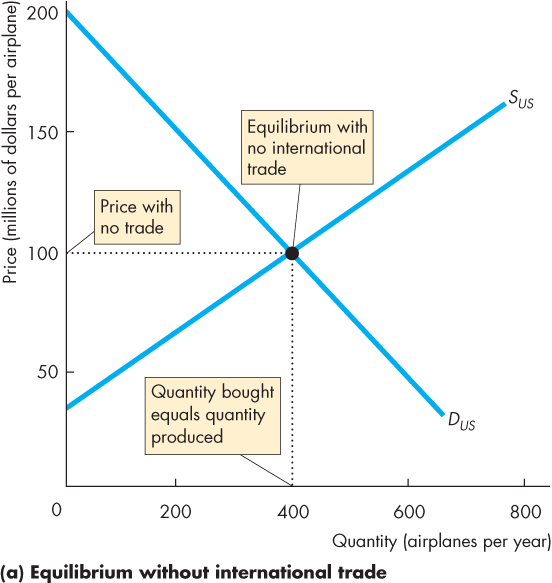 Price (millions of dollars per airplane)
200
150
100
50
0
S_US
Equilibrium with
no international
trade
Price with
no trade
Quantity bought
equals quantity
produced
D_US
200
400
600
800
Quantity (airplanes per year)
(a) Equilibrium without international trade